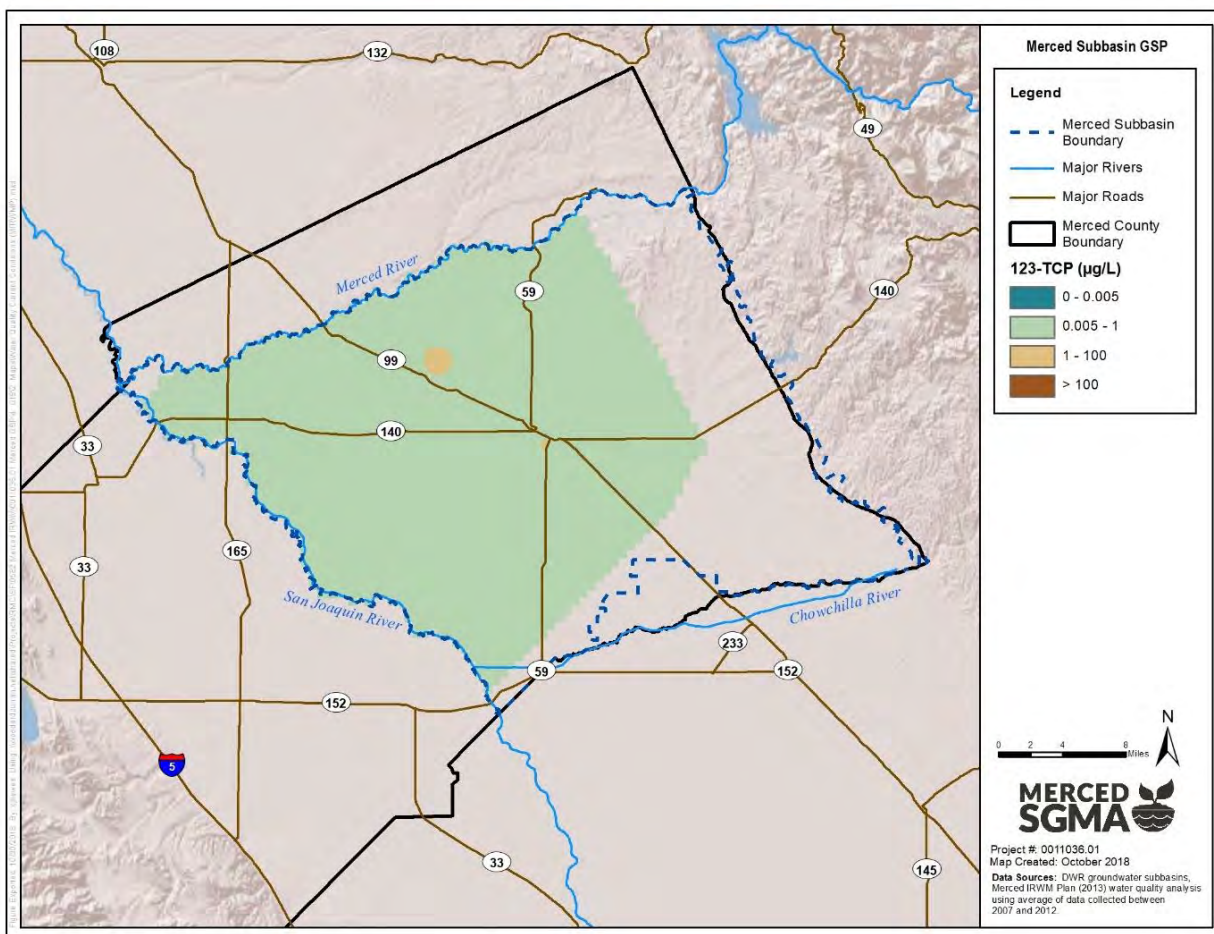 Merced Subbasin GSP
Legend
Merced Subbasin
Boundary
Major Rivers
Major Roads
Merced County
Boundary
123-TCP (µg/L)
0 - 0.005
0.005 - 1
1 - 100
> 100
108
132
49
Merced River
59
140
99
140
33
165
33
San Joaquin River
Chowchilla River
233
59
152
152
5
33
145
N
0 2 4 8
Miles
MERCED
SGMA
Project #: 0011036.01
Map Created: October 2018
Data Sources: DWR groundwater subbasins,
Merced IRWM Plan (2013) water quality analysis
using average of data collected between
2007 and 2012.